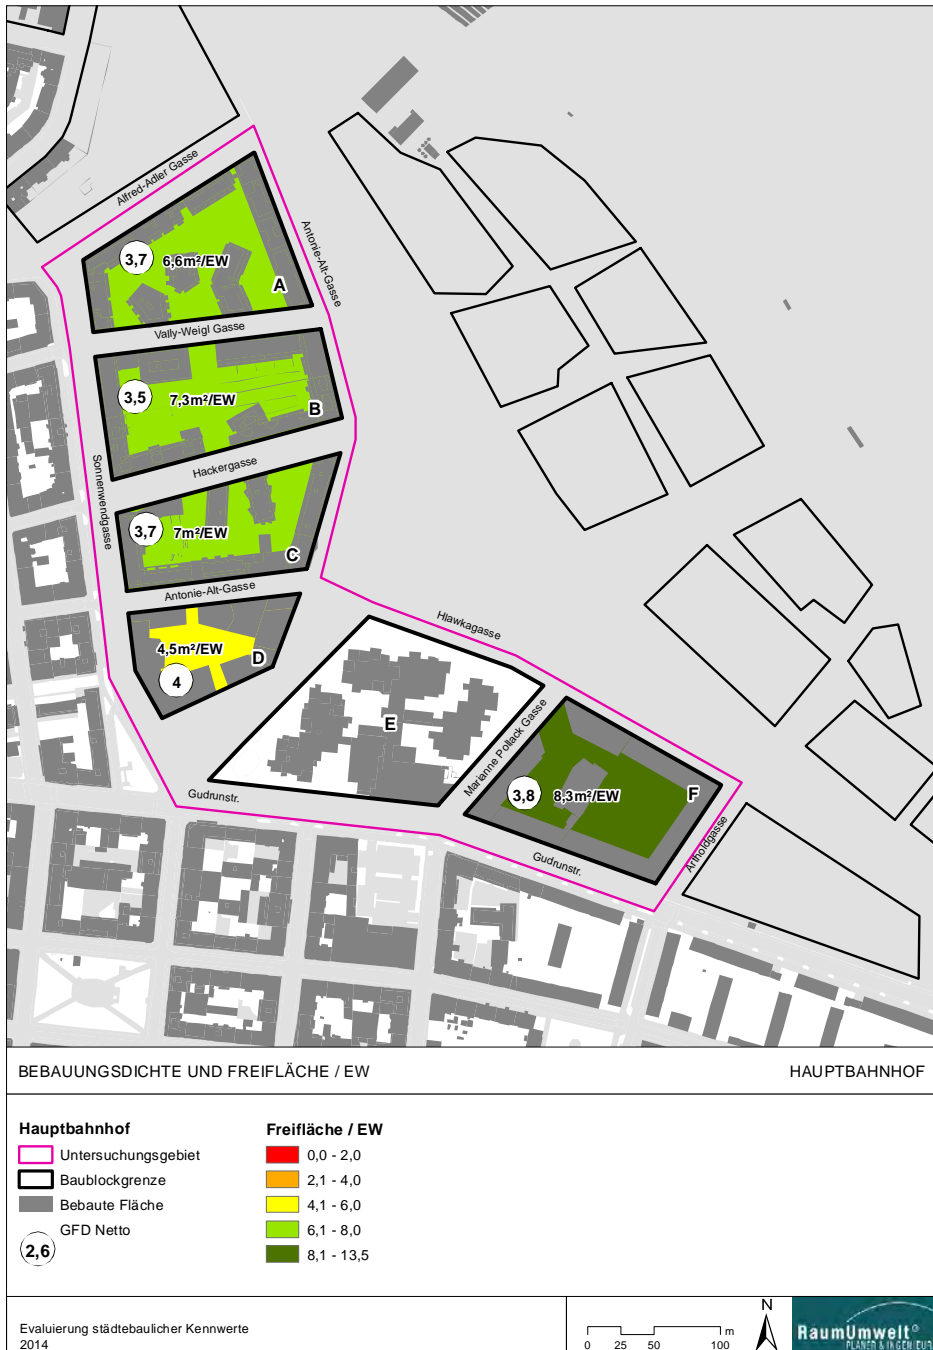 Alfred-Adler Gasse
Antonie-Alt-Gasse
3,7
6,6m²/EW
A
Vally-Weigl Gasse
3,5
7,3m²/EW
B
Sonnenwendgasse
Hackergasse
3,7
7m²/EW
C
Antonie-Alt-Gasse
4,5m²/EW
D
4
Hlawkagasse
E
Marianne Pollack Gasse
3,8
8,3m²/EW
F
Gudrunstr.
Gudrunstr.
Artholdgasse
BEBAUUNGSDICHTE UND FREIFLÄCHE / EW
HAUPTBAHNHOF
Hauptbahnhof
Untersuchungsgebiet
Baublockgrenze
Bebaute Fläche
GFD Netto
2,6
Freifläche / EW
0,0 - 2,0
2,1 - 4,0
4,1 - 6,0
6,1 - 8,0
8,1 - 13,5
Evaluierung städtebaulicher Kennwerte
2014
m
0 25 50 100
N
RaumUmwelt®
PLANER & INGENIEUR